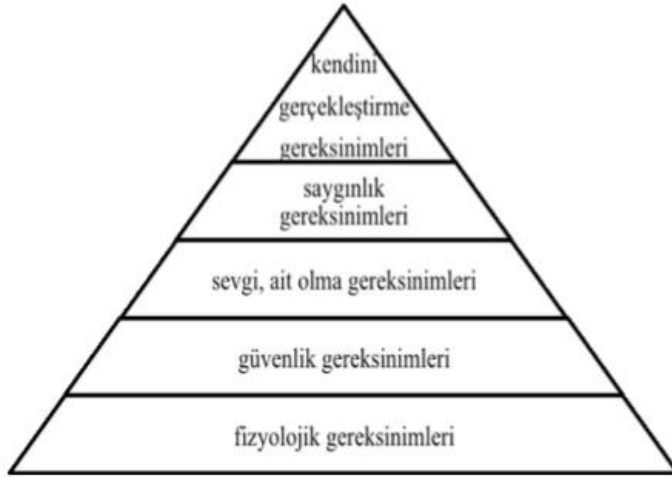 kendini
gerçekleştirme
gereksinimleri
saygınlık
gereksinimleri
sevgi, ait olma gereksinimleri
güvenlik gereksinimleri
fizyolojik gereksinimleri